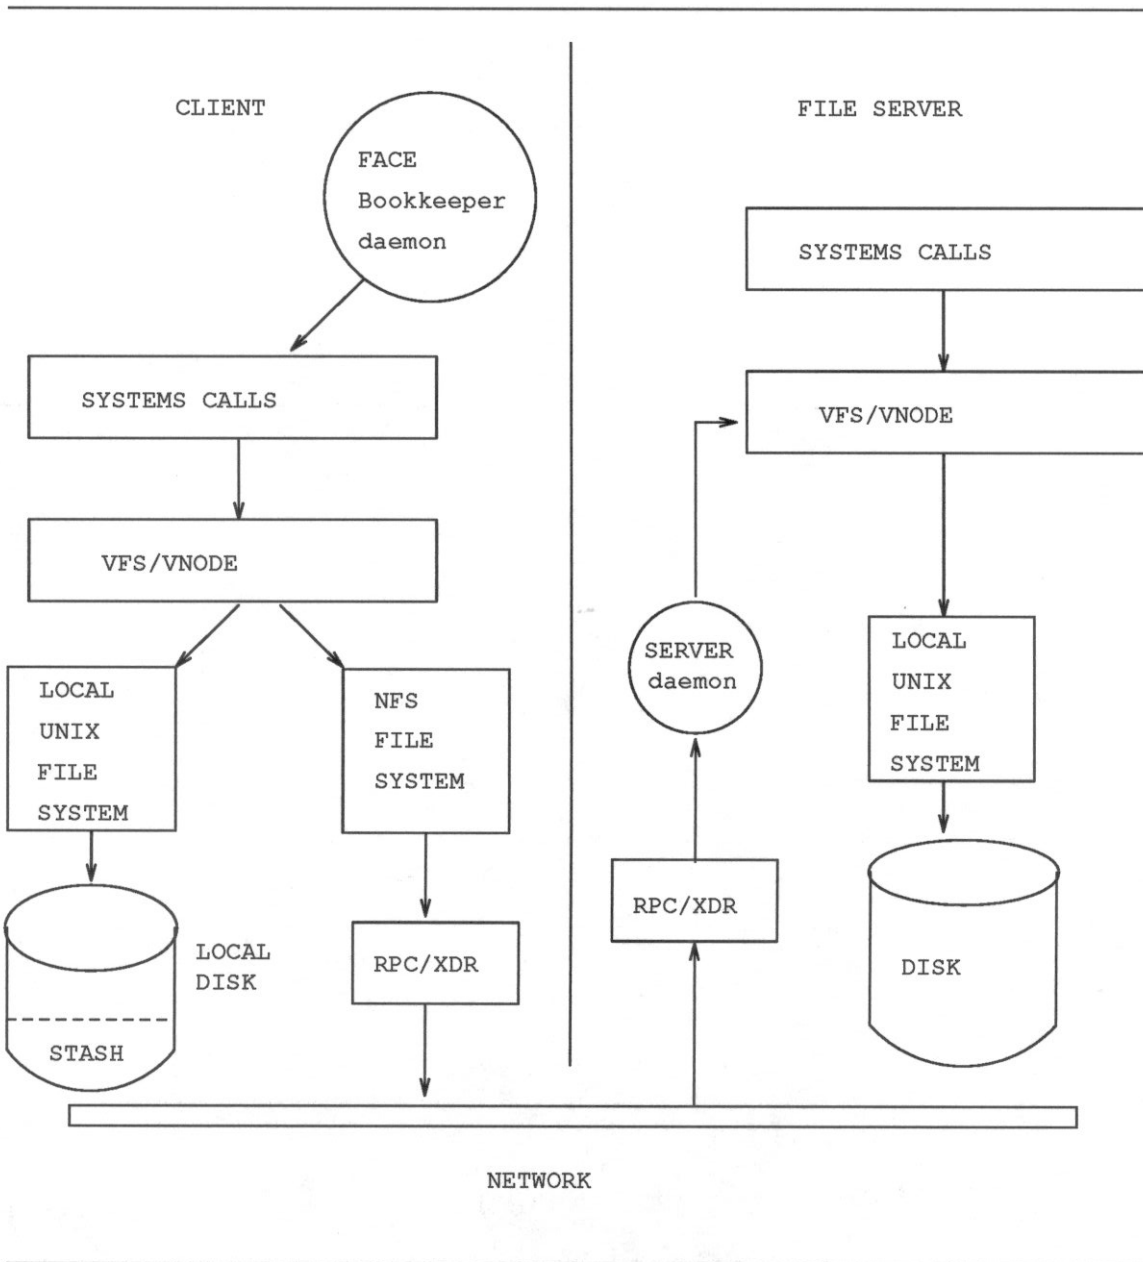 CLIENT
FACE
Bookkeeper
daemon
SYSTEMS CALLS
VFS/VNODE
LOCAL
UNIX
FILE
SYSTEM
NFS
FILE
SYSTEM
LOCAL
DISK
STASH
RPC/XDR
FILE SERVER
SYSTEMS CALLS
VFS/VNODE
SERVER
daemon
LOCAL
UNIX
FILE
SYSTEM
RPC/XDR
DISK
NETWORK